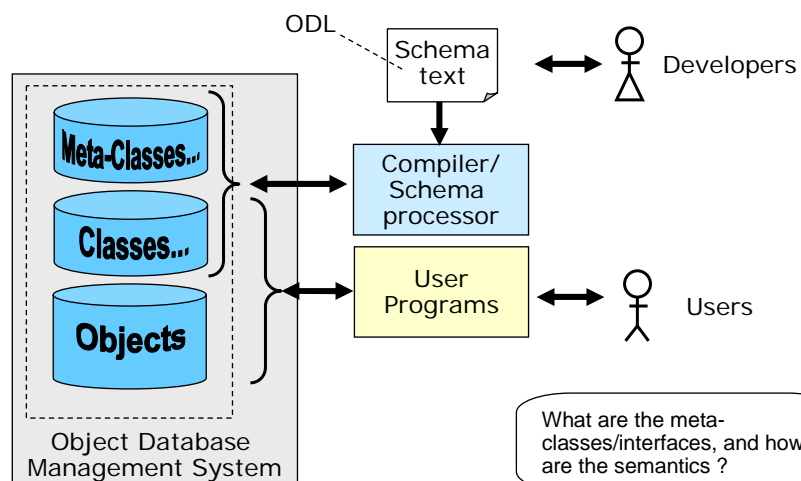 ODL
Schema
text
Developers
Meta-Classes...
Compiler/
Schema
processor
Classes...
User
Programs
Users
Objects
Object Database
Management System
What are the meta-
classes/interfaces, and how
are the semantics ?